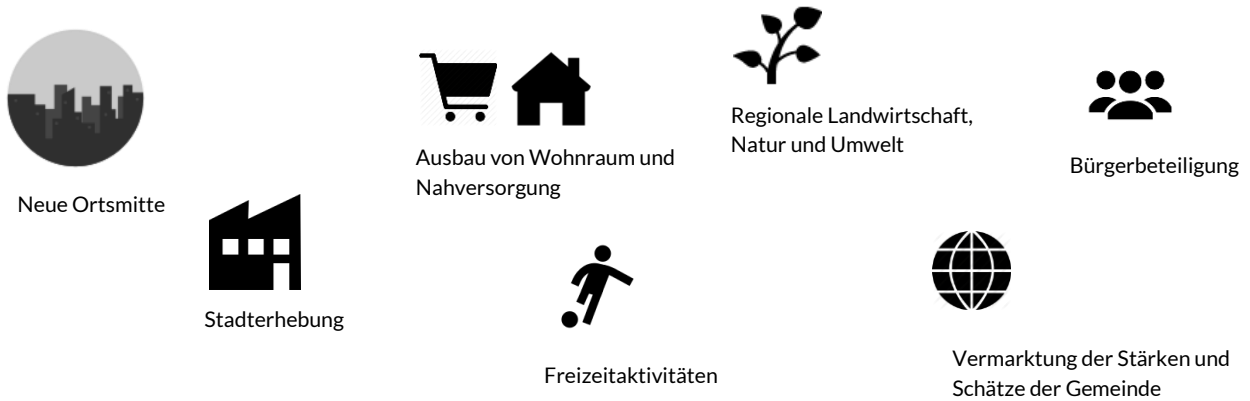 Neue Ortsmitte
Stadterhebung
Ausbau von Wohnraum und
Nahversorgung
Freizeitaktivitäten
Regionale Landwirtschaft,
Natur und Umwelt
Vermarktung der Stärken und
Schätze der Gemeinde
Bürgerbeteiligung